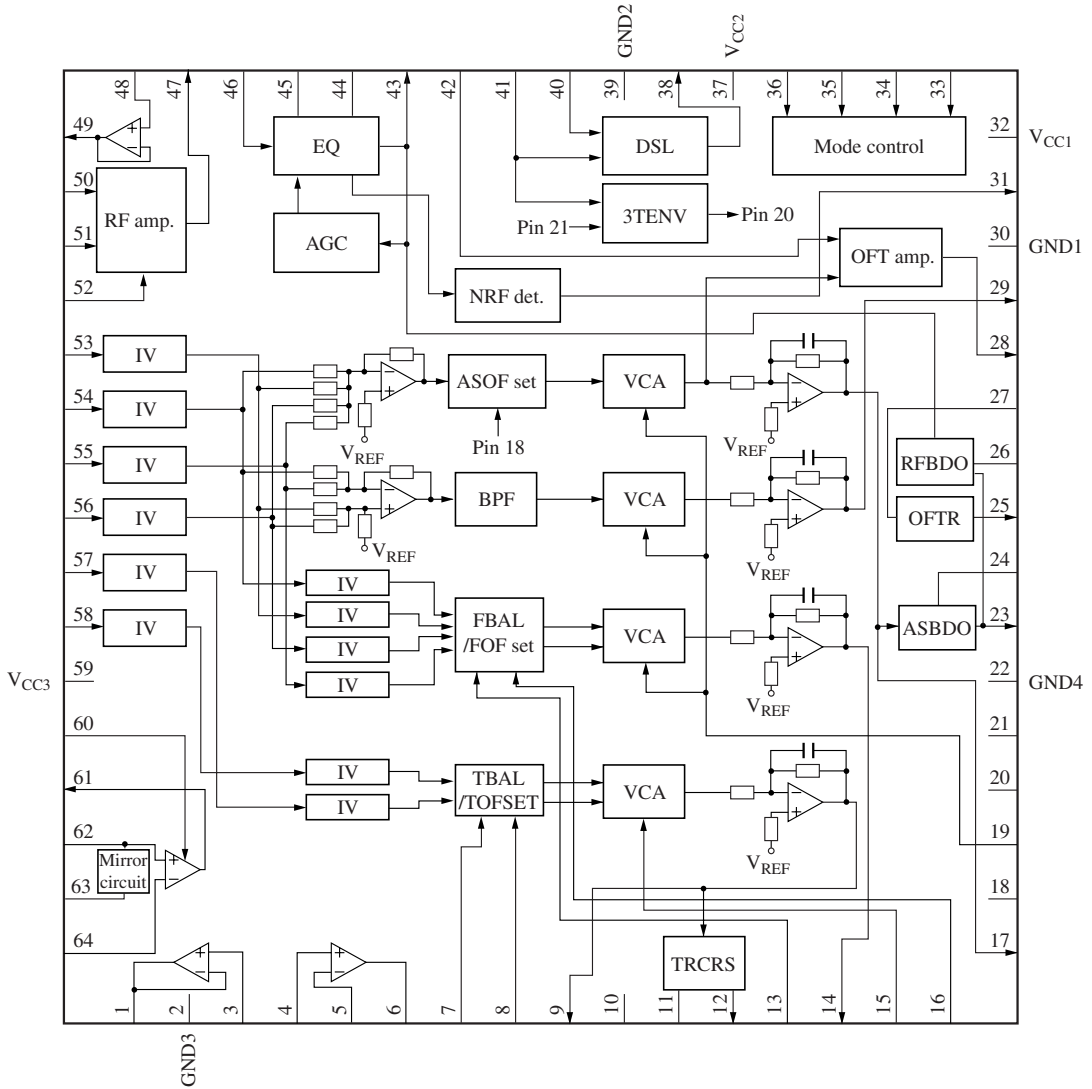 GND2
VCC2
48
47
46
45
44
43
42
41
40
39
38
37
36
35
34
33
49
EQ
DSL
Mode control
32
VCC1
50
RF amp.
51
52
AGC
Pin 21
3TENV
Pin 20
31
30
GND1
OFT amp.
NRF det.
29
28
53
IV
54
IV
55
IV
56
IV
57
IV
58
IV
ASOF set
VCA
VREF
Pin 18
VREF
27
RFBDO
26
BPF
VCA
OFTR
25
VREF
VREF
24
IV
IV
IV
IV
FBAL
/FOF set
VCA
ASBDO
23
VREF
VCC3
59
22
GND4
60
21
61
IV
IV
TBAL
/TOFSET
VCA
VREF
20
62
19
Mirror
circuit
63
18
64
17
TRCRS
1
2
3
4
5
6
7
8
9
10
11
12
13
14
15
16
GND3
+
−
+
−
+
−
+
−
+
−
−
+
−
+
−
+
−
+
−
+
−
+